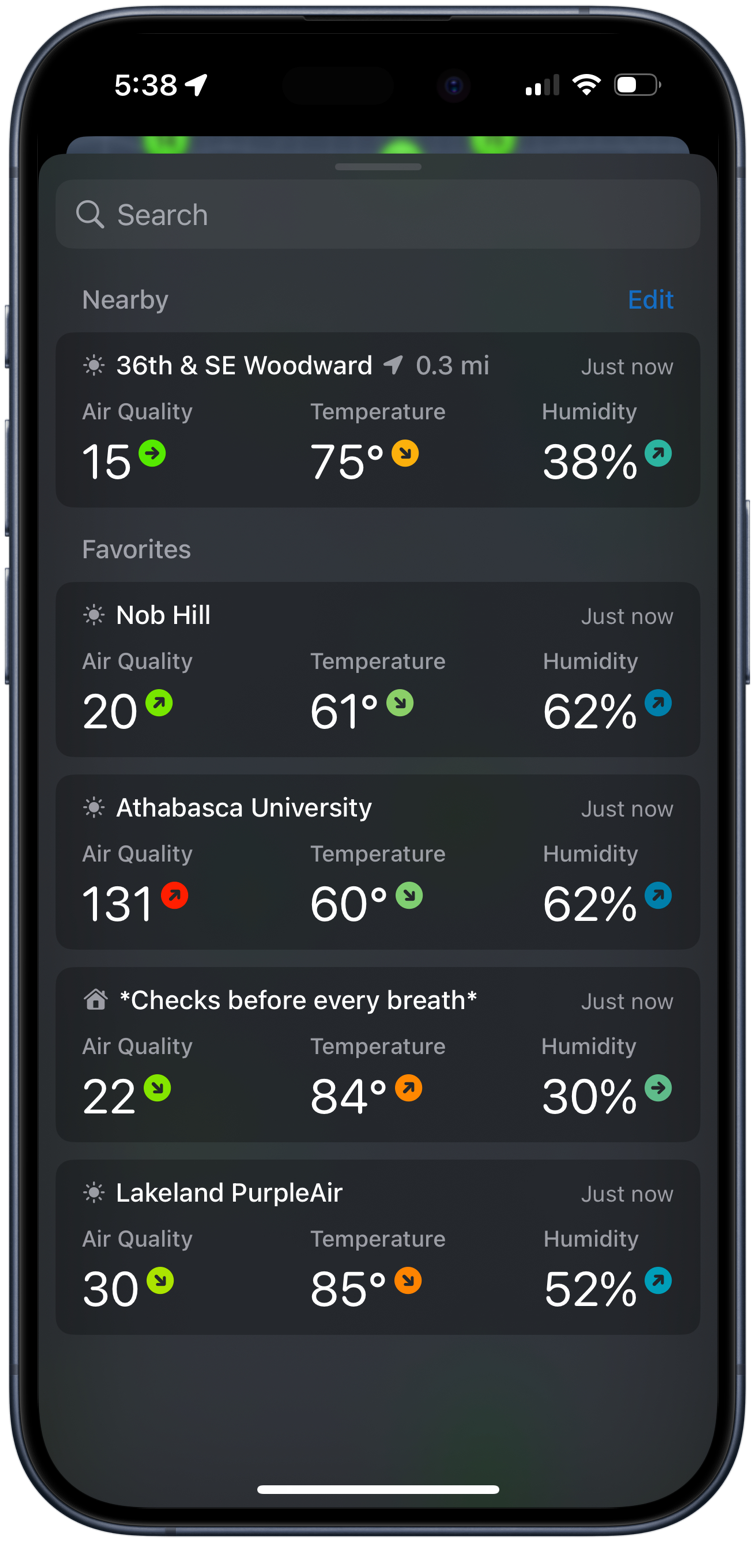 5:38
Search
Nearby Edit
36th & SE Woodward 0.3 mi Just now
Air Quality Temperature Humidity
15 75° 38%
Favorites
Nob Hill Just now
Air Quality Temperature Humidity
20 61° 62%
Athabasca University Just now
Air Quality Temperature Humidity
131 60° 62%
*Checks before every breath* Just now
Air Quality Temperature Humidity
22 84° 30%
Lakeland PurpleAir Just now
Air Quality Temperature Humidity
30 85° 52%